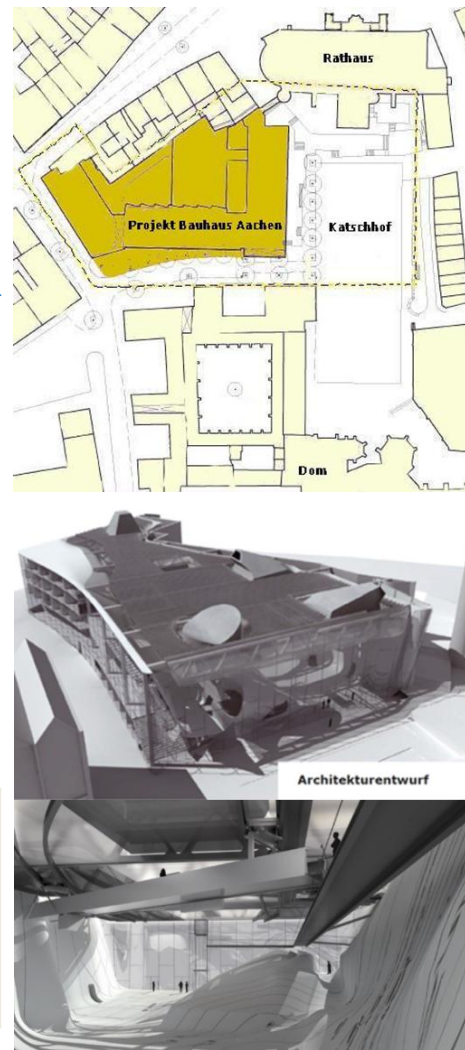 Rathaus
Projekt Bauhaus Aachen
Katschhof
Dom
Architekturentwurf